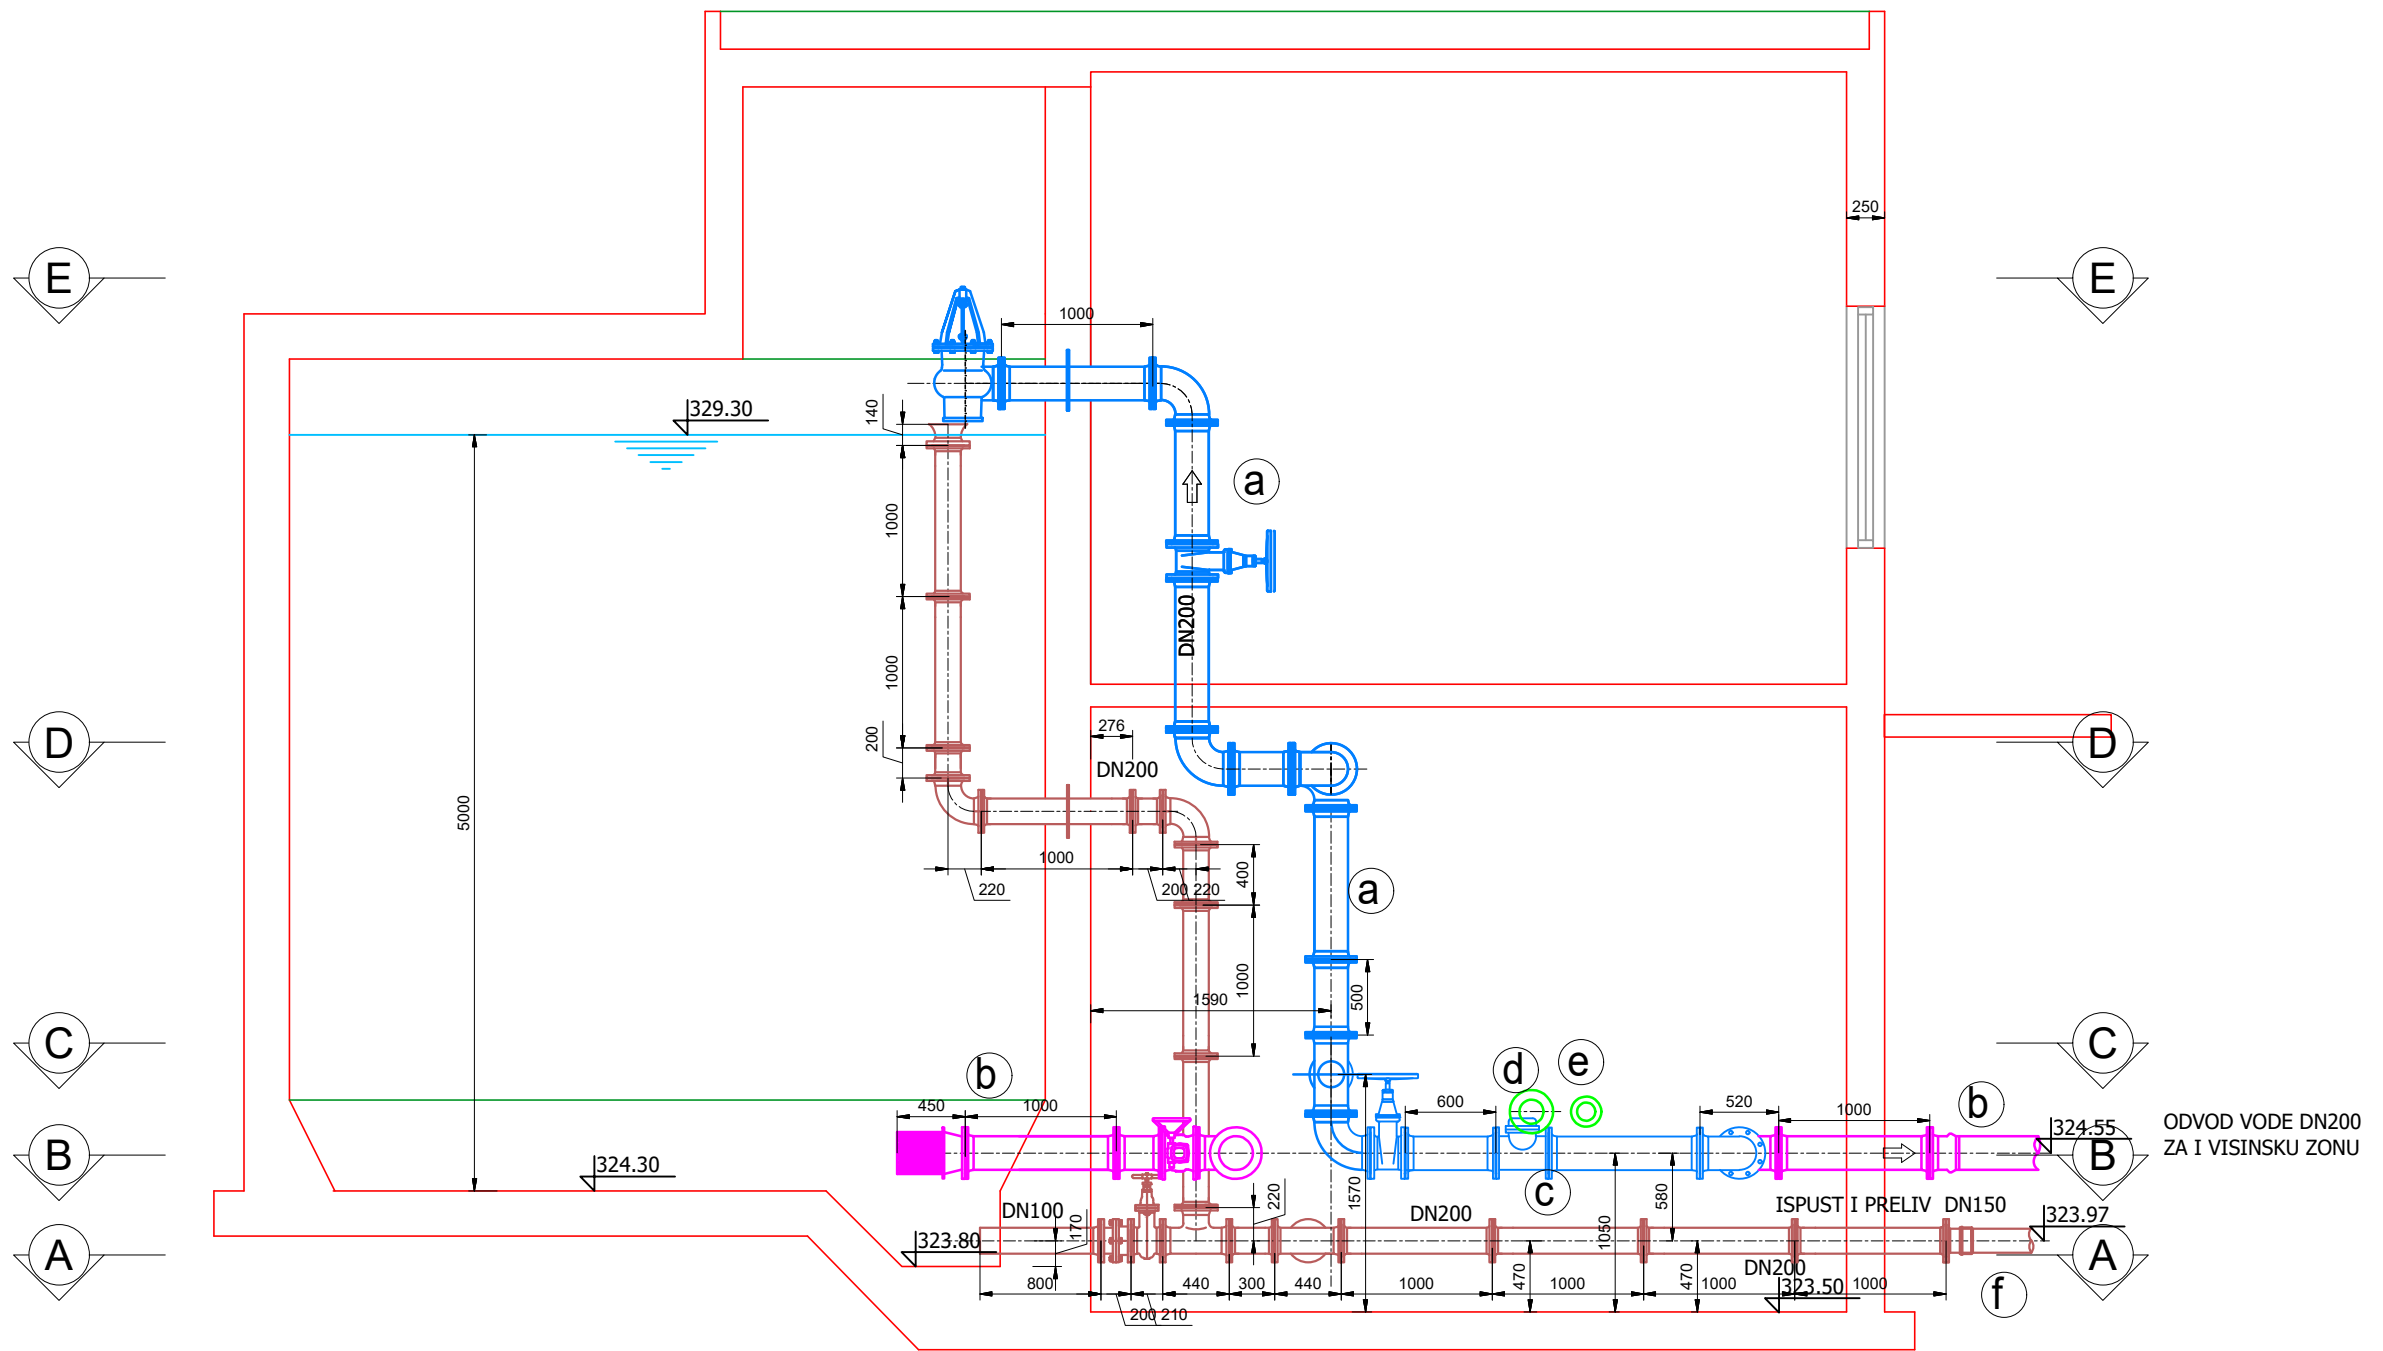 250
E
E
1000
140
329.30
a
1000
DN200
1000
D
D
276
DN200
200
5000
1000
220
200
220
400
a
1000
1590
500
C
C
b
d
e
450
1000
600
520
1000
b
ODVOD VODE DN200
ZA I VISINSKU ZONU
324.55
B
B
324.30
c
1570
1050
580
220
DN100
170
DN200
ISPUST I PRELIV DN150
323.97
323.80
A
A
470
470
DN200
323.50
800
440
300
440
1000
1000
1000
1000
f
200
210